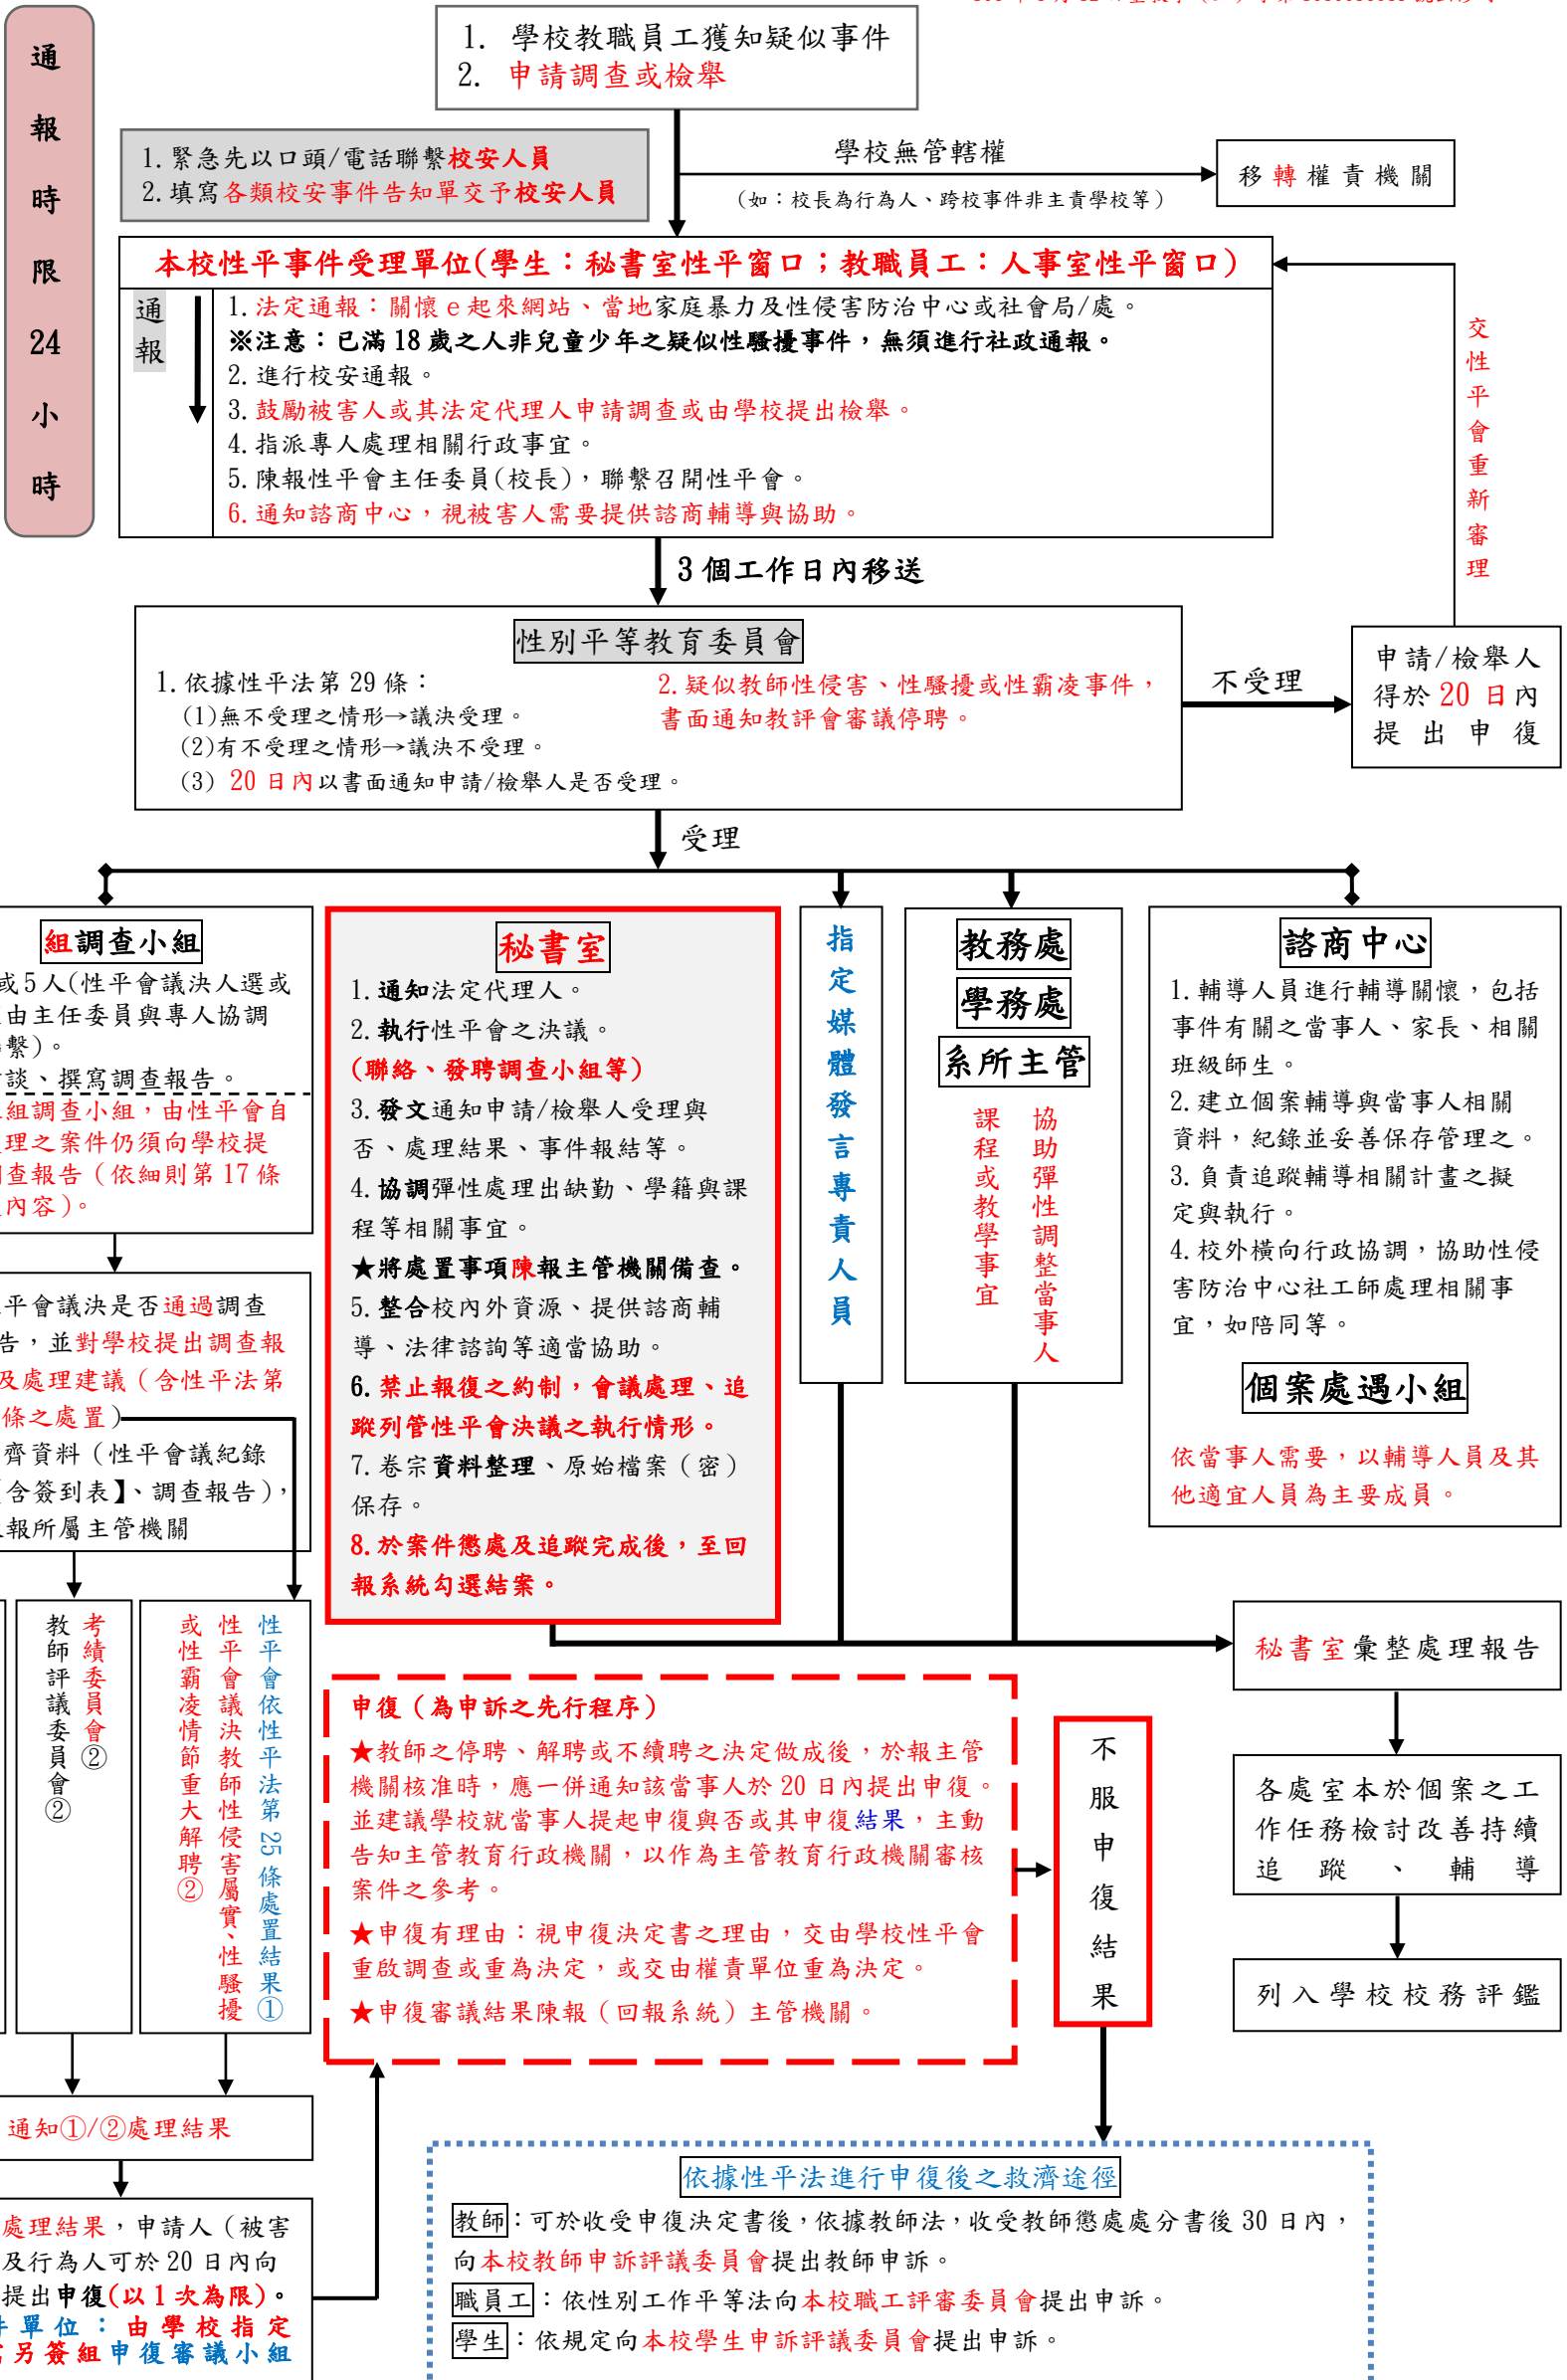 通報時限24小時
1. 學校教職員工獲知疑似事件
2. 申請調查或檢舉
1.緊急先以口頭/電話聯繫校安人員
2.填寫各類校安事件告知單交予校安人員
學校無管轄權
(如：校長為行為人、跨校事件非主責學校等)
移轉權責機關
本校性平事件受理單位(學生：秘書室性平窗口；教職員工：人事室性平窗口)
通報
1.法定通報：關懷e起來網站、當地家庭暴力及性侵害防治中心或社會局/處。
※注意：已滿18歲之人非兒童少年之疑似性騷擾事件，無須進行社政通報。
2.進行校安通報。
3.鼓勵被害人或其法定代理人申請調查或由學校提出檢舉。
4.指派專人處理相關行政事宜。
5.陳報性平會主任委員(校長)，聯繫召開性平會。
6.通知諮商中心，視被害人需要提供諮商輔導與協助。
交性平會重新審理
3個工作日內移送
性別平等教育委員會
1.依據性平法第29條：
(1)無不受理之情形→議決受理。
(2)有不受理之情形→議決不受理。
(3) 20日內以書面通知申請/檢舉人是否受理。
2.疑似教師性侵害、性騷擾或性霸凌事件，
書面通知教評會審議停聘。
不受理
申請/檢舉人
得於20日內
提出申復
受理
組調查小組
或5人(性平會議決人選或
由主任委員與專人協調
繫)。
談、撰寫調查報告。
組調查小組，由性平會自
理之案件仍須向學校提
查報告（依細則第17條
內容）。
平會議決是否通過調查
告，並對學校提出調查報
及處理建議（含性平法第
條之處置）
齊資料（性平會議紀錄
含簽到表】、調查報告），
報所屬主管機關
考績委員會②
教師評議委員會②
性平會依性平法第25條處置結果①
性平會議決教師性侵害屬實、性騷擾
或性霸凌情節重大解聘②
通知①/②處理結果
處理結果，申請人（被害
及行為人可於20日內向
提出申復(以1次為限)。
單位：由學校指定
另簽組申復審議小組
秘書室
1.通知法定代理人。
2.執行性平會之決議。
(聯絡、發聘調查小組等)
3.發文通知申請/檢舉人受理與
否、處理結果、事件報結等。
4.協調彈性處理出缺勤、學籍與課
程等相關事宜。
★將處置事項陳報主管機關備查。
5.整合校內外資源、提供諮商輔
導、法律諮詢等適當協助。
6.禁止報復之約制，會議處理、追
蹤列管性平會決議之執行情形。
7.卷宗資料整理、原始檔案（密）
保存。
8.於案件懲處及追蹤完成後，至回
報系統勾選結案。
指定媒體發言專責人員
教務處
學務處
系所主管
協助彈性調整當事人
課程或教學事宜
諮商中心
1.輔導人員進行輔導關懷，包括
事件有關之當事人、家長、相關
班級師生。
2.建立個案輔導與當事人相關
資料，紀錄並妥善保存管理之。
3.負責追蹤輔導相關計畫之擬
定與執行。
4.校外橫向行政協調，協助性侵
害防治中心社工師處理相關事
宜，如陪同等。
個案處遇小組
依當事人需要，以輔導人員及其
他適宜人員為主要成員。
秘書室彙整處理報告
各處室本於個案之工
作任務檢討改善持續
追蹤、輔導
列入學校校務評鑑
申復（為申訴之先行程序）
★教師之停聘、解聘或不續聘之決定做成後，於報主管
機關核准時，應一併通知該當事人於20日內提出申復。
並建議學校就當事人提起申復與否或其申復結果，主動
告知主管教育行政機關，以作為主管教育行政機關審核
案件之參考。
★申復有理由：視申復決定書之理由，交由學校性平會
重啟調查或重為決定，或交由權責單位重為決定。
★申復審議結果陳報（回報系統）主管機關。
不服申復結果
依據性平法進行申復後之救濟途徑
教師：可於收受申復決定書後，依據教師法，收受教師懲處處分書後30日內，
向本校教師申訴評議委員會提出教師申訴。
職員工：依性別工作平等法向本校職工評審委員會提出申訴。
學生：依規定向本校學生申訴評議委員會提出申訴。